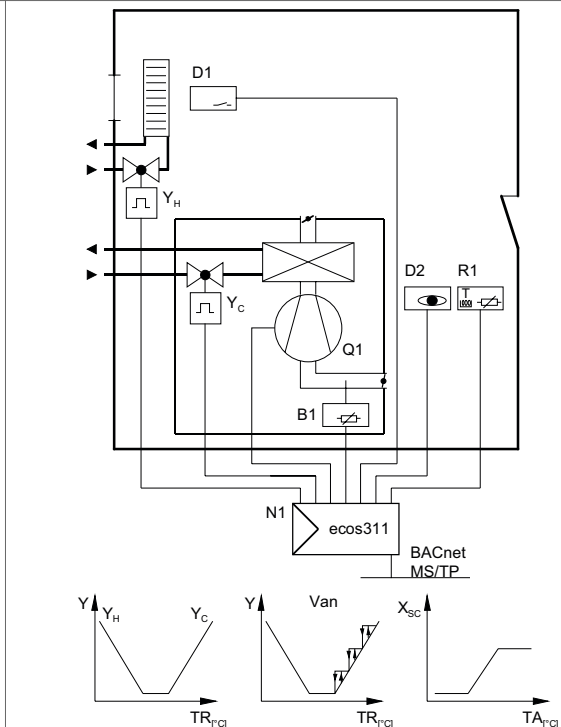 D1
Y_H
D2 R1
T
Y_C
Q1
B1
N1
ecos311
BACnet
MS/TP
Y Y_H Y_C
TR[°C]
Y Van
TR[°C]
X_SC
TA[°C]